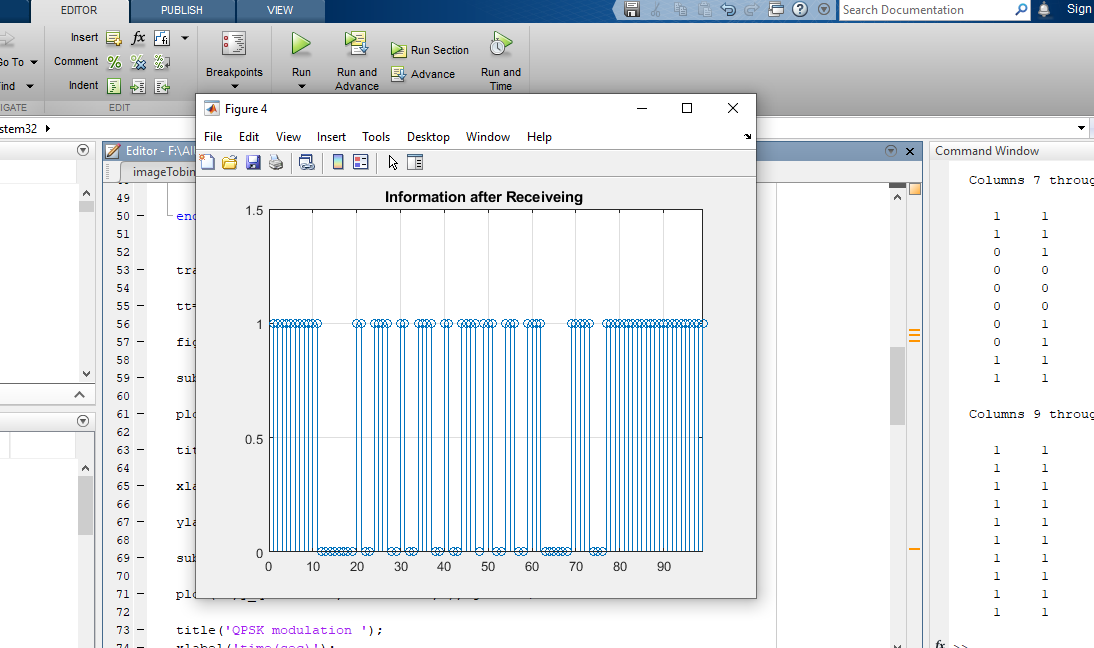 EDITOR PUBLISH VIEW
Search Documentation Sign
Insert fx
Comment
Indent
Go To
Breakpoints
Run
Run and Advance
Run Section
Advance
Run and Time
EDIT
stem32
Editor - F:\AI
imageTobin
Command Window
Figure 4
File Edit View Insert Tools Desktop Window Help
Information after Receiveing
1.5
1
0.5
0
0 10 20 30 40 50 60 70 80 90
49
50 – end
51
52
53 – tra
54
55 – tt=
56
57 – fig
58
59 – sub
60
61 – plo
62
63 – tit
64
65 – xla
66
67 – yla
68
69 – sub
70
71 – plo
72
73 – title('QPSK modulation ');
74 – xlabel('time(sec)');
Columns 7 throug
1 1
1 1
0 1
0 0
0 0
0 0
0 1
0 1
1 1
1 1
Columns 9 throug
1 1
1 1
1 1
1 1
1 1
1 1
1 1
1 1
1 1
1 1
fx >>